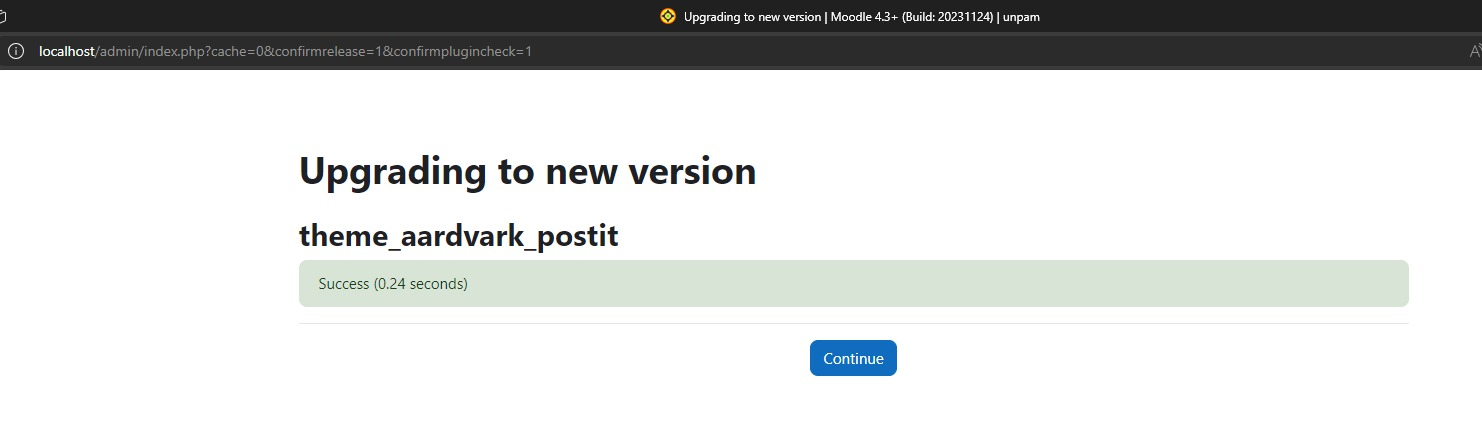 Upgrading to new version | Moodle 4.3+ (Build: 20231124) | unpam
localhost/admin/index.php?cache=0&confirmrelease=1&confirmplugincheck=1
Upgrading to new version
theme_aardvark_postit
Success (0.24 seconds)
Continue